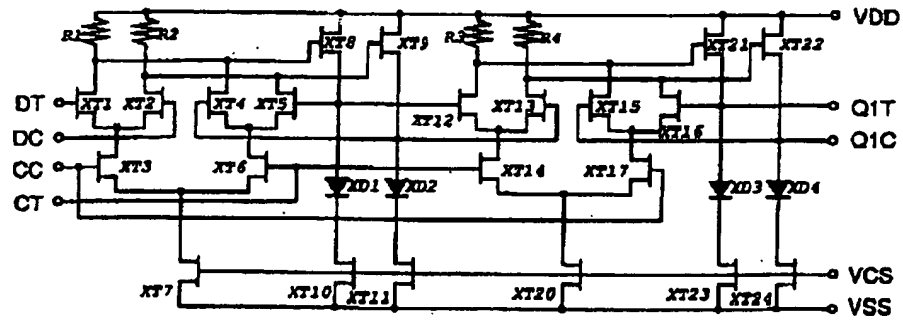 VDD
R1 R2 XT8 XT9 R3 R4 XT21 XT22
DT XT1 XT2 XT4 XT5 XT12 XT13 XT15 XT16 Q1T
DC Q1C
CC XT3 XT6 XT14 XT17
CT XD1 XD2 XD3 XD4
VCS
XT7 XT10 XT11 XT20 XT23 XT24 VSS